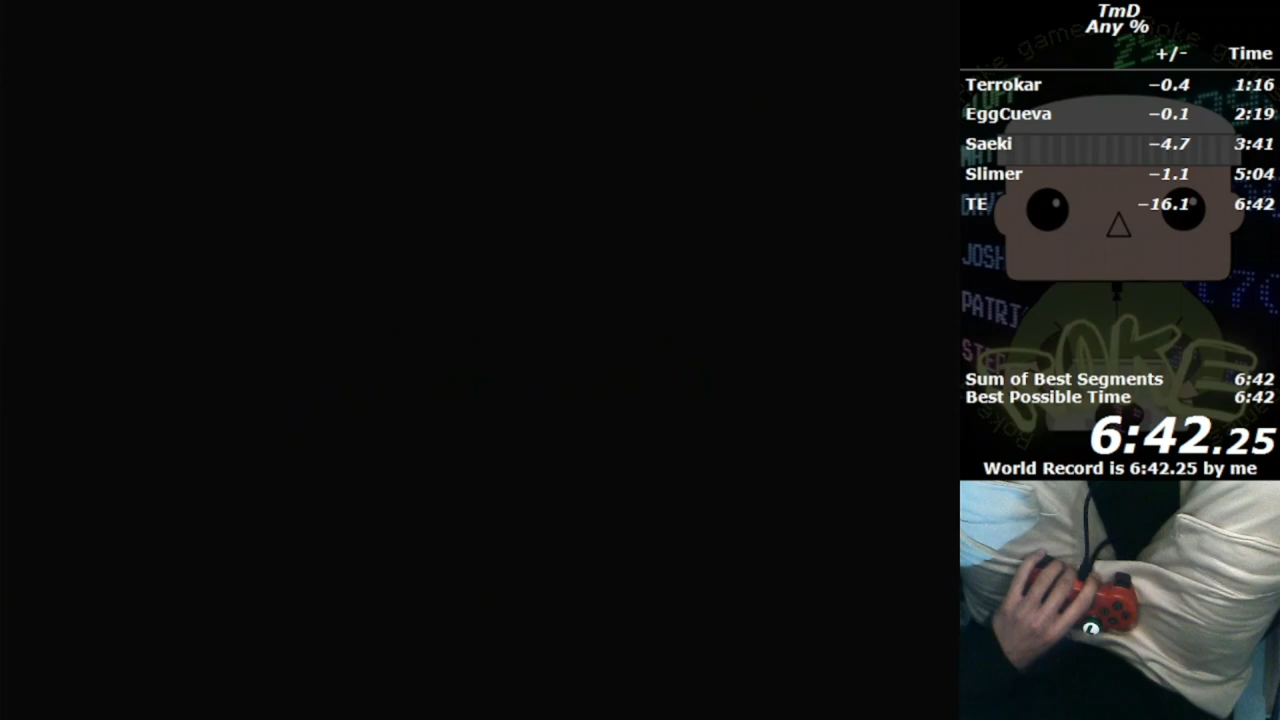 TmD
Any %
+/- Time
Terrokar −0.4 1:16
EggCueva −0.1 2:19
Saeki −4.7 3:41
Slimer −1.1 5:04
TE −16.1 6:42
JOSH
PATRI
Sum of Best Segments 6:42
Best Possible Time 6:42
6:42.25
World Record is 6:42.25 by me